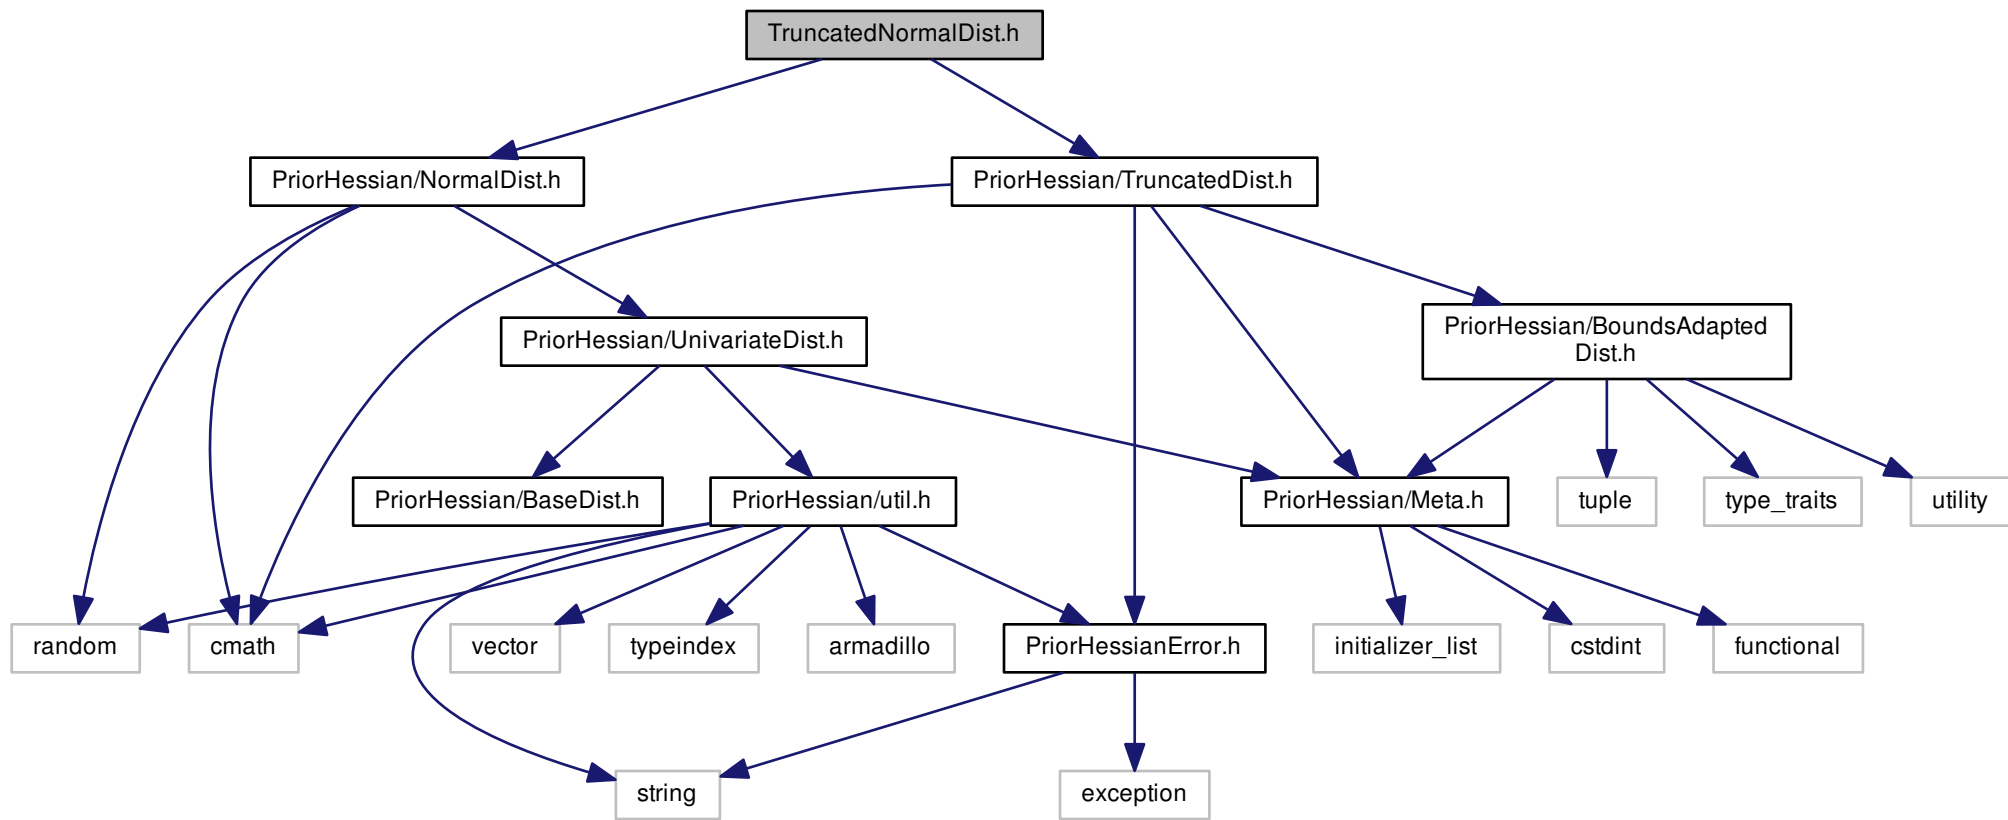 TruncatedNormalDist.h
PriorHessian/NormalDist.h
PriorHessian/TruncatedDist.h
PriorHessian/UnivariateDist.h
PriorHessian/BoundsAdapted
Dist.h
PriorHessian/BaseDist.h
PriorHessian/util.h
PriorHessian/Meta.h
tuple
type_traits
utility
random
cmath
vector
typeindex
armadillo
PriorHessianError.h
initializer_list
cstdint
functional
string
exception